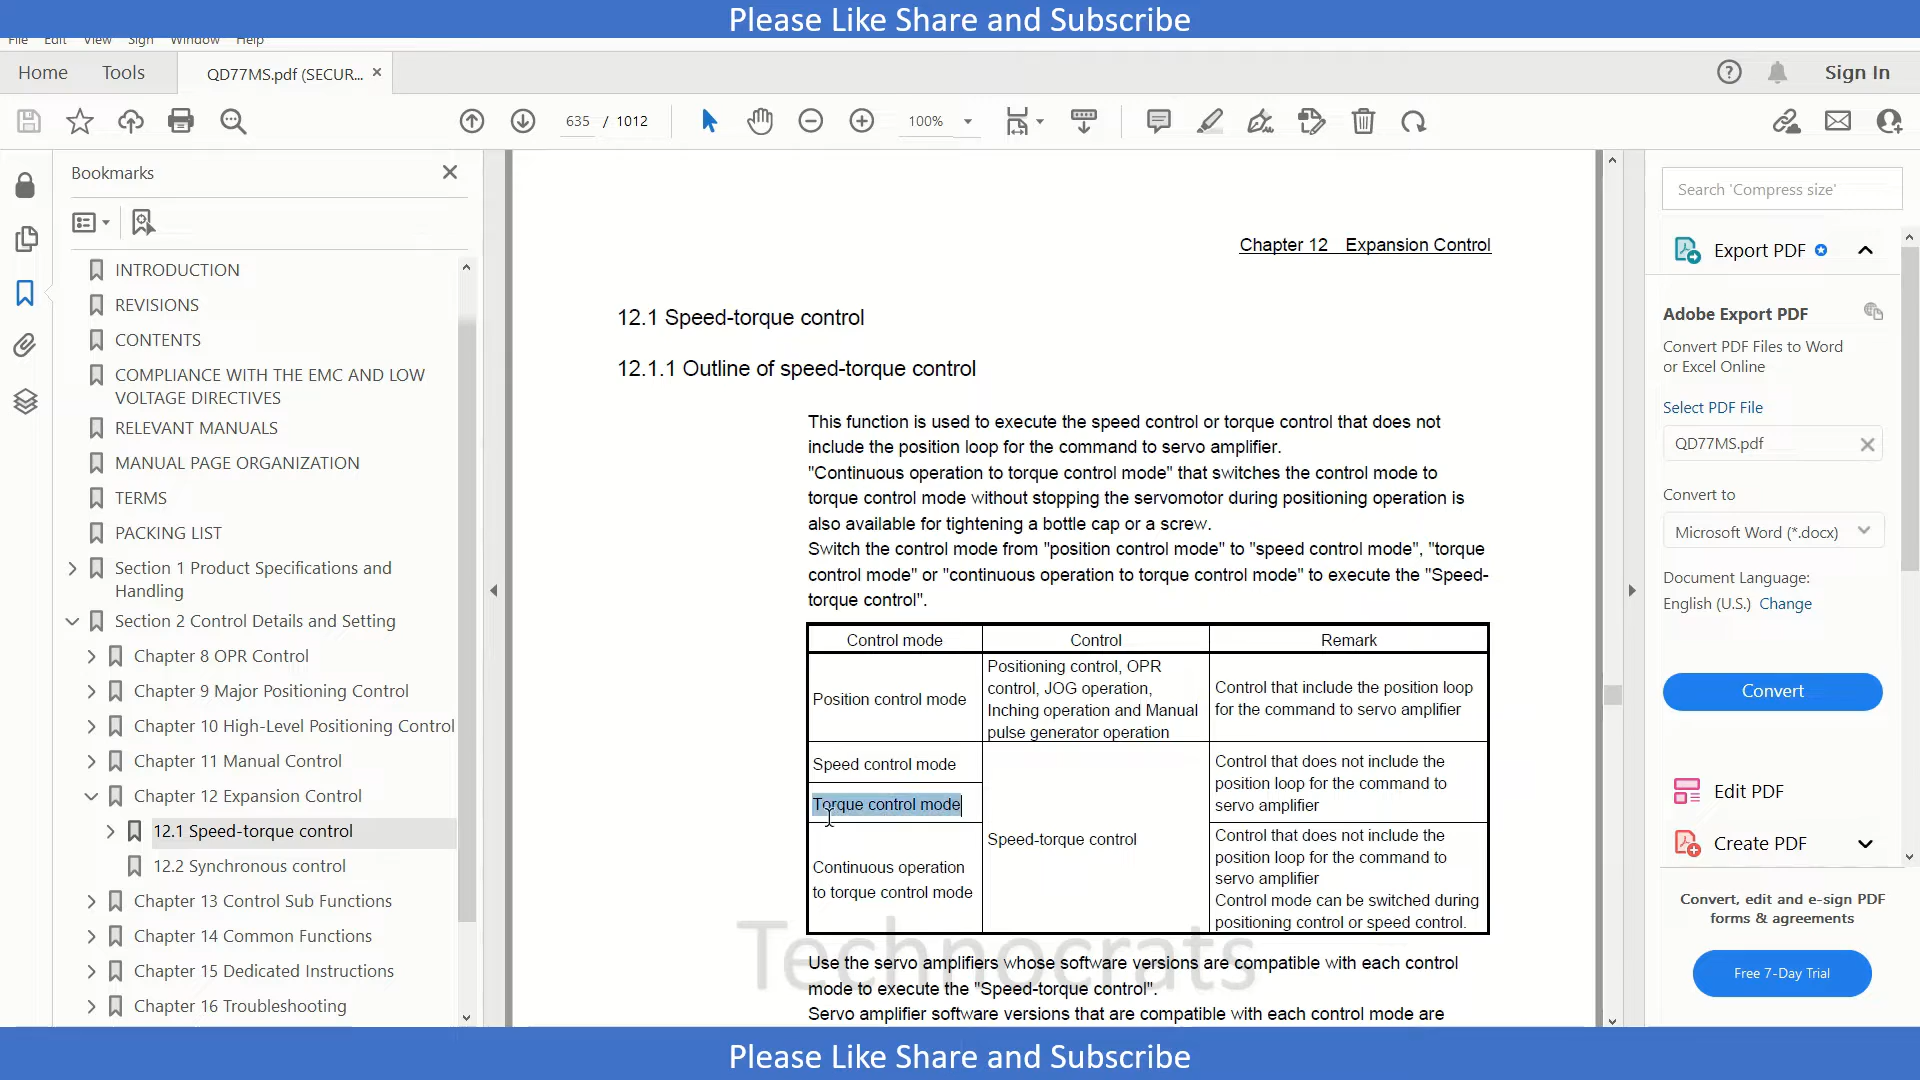 Please Like Share and Subscribe
File Edit View Sign Window Help
Home Tools QD77MS.pdf (SECUR... × Sign In
635 / 1012 100%
Bookmarks
INTRODUCTION
REVISIONS
CONTENTS
COMPLIANCE WITH THE EMC AND LOW
VOLTAGE DIRECTIVES
RELEVANT MANUALS
MANUAL PAGE ORGANIZATION
TERMS
PACKING LIST
Section 1 Product Specifications and
Handling
Section 2 Control Details and Setting
Chapter 8 OPR Control
Chapter 9 Major Positioning Control
Chapter 10 High-Level Positioning Control
Chapter 11 Manual Control
Chapter 12 Expansion Control
12.1 Speed-torque control
12.2 Synchronous control
Chapter 13 Control Sub Functions
Chapter 14 Common Functions
Chapter 15 Dedicated Instructions
Chapter 16 Troubleshooting
Chapter 12 Expansion Control
12.1 Speed-torque control
12.1.1 Outline of speed-torque control
This function is used to execute the speed control or torque control that does not
include the position loop for the command to servo amplifier.
"Continuous operation to torque control mode" that switches the control mode to
torque control mode without stopping the servomotor during positioning operation is
also available for tightening a bottle cap or a screw.
Switch the control mode from "position control mode" to "speed control mode", "torque
control mode" or "continuous operation to torque control mode" to execute the "Speed-
torque control".
Control mode Control Remark
Position control mode
Positioning control, OPR
control, JOG operation,
Inching operation and Manual
pulse generator operation
Control that include the position loop
for the command to servo amplifier
Speed control mode
Torque control mode
Continuous operation
to torque control mode
Speed-torque control
Control that does not include the
position loop for the command to
servo amplifier
Control that does not include the
position loop for the command to
servo amplifier
Control mode can be switched during
positioning control or speed control.
Technocrats
Use the servo amplifiers whose software versions are compatible with each control
mode to execute the "Speed-torque control".
Servo amplifier software versions that are compatible with each control mode are
Search 'Compress size'
Export PDF
Adobe Export PDF
Convert PDF Files to Word
or Excel Online
Select PDF File
QD77MS.pdf
Convert to
Microsoft Word (*.docx)
Document Language:
English (U.S.) Change
Convert
Edit PDF
Create PDF
Convert, edit and e-sign PDF
forms & agreements
Free 7-Day Trial
Please Like Share and Subscribe